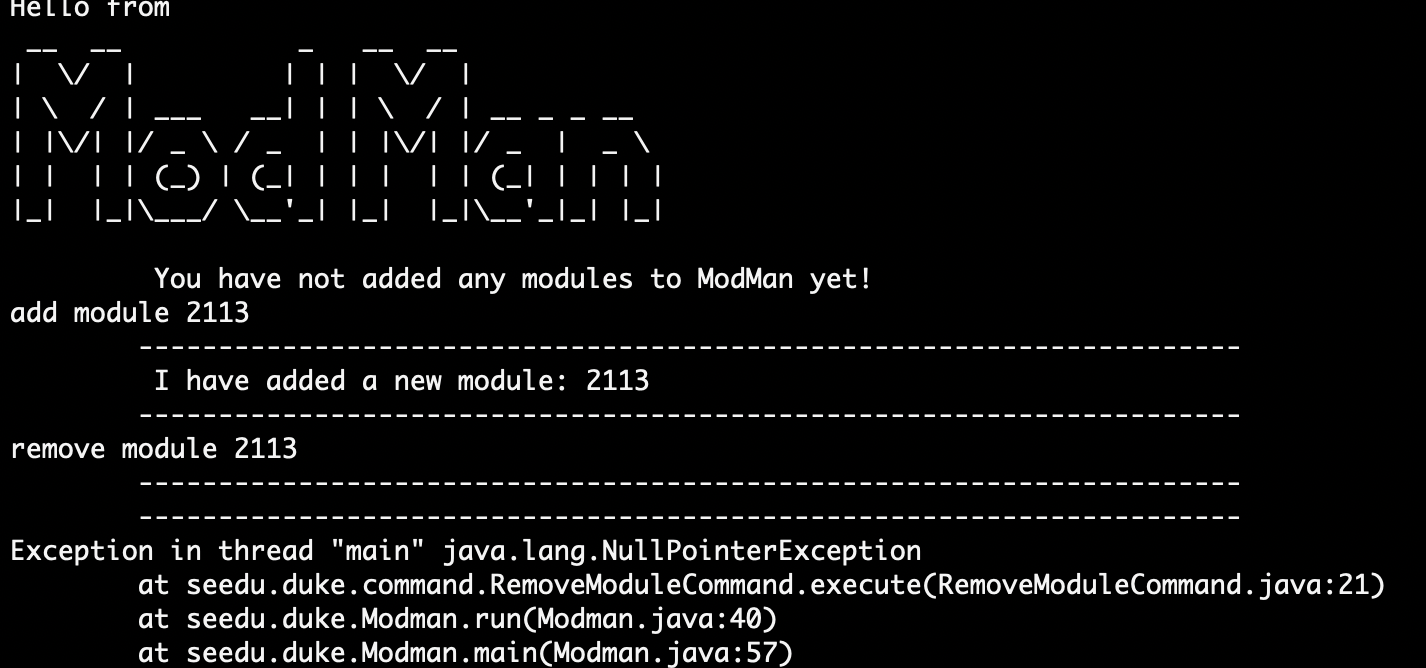 Hello from
 __  __           _   __  __
|  \/  |         | | |  \/  |
| \  / | ___   __| | | \  / | __ _ _ __
| |\/| |/ _ \ / _  | | |\/| |/ _  |  _ \
| |  | | (_) | (_| | | |  | | (_| | | | |
|_|  |_|\___/ \__'_| |_|  |_|\__'_|_| |_|
You have not added any modules to ModMan yet!
add module 2113
---------------------------------------------------------------------
I have added a new module: 2113
---------------------------------------------------------------------
remove module 2113
---------------------------------------------------------------------
---------------------------------------------------------------------
Exception in thread "main" java.lang.NullPointerException
at seedu.duke.command.RemoveModuleCommand.execute(RemoveModuleCommand.java:21)
at seedu.duke.Modman.run(Modman.java:40)
at seedu.duke.Modman.main(Modman.java:57)